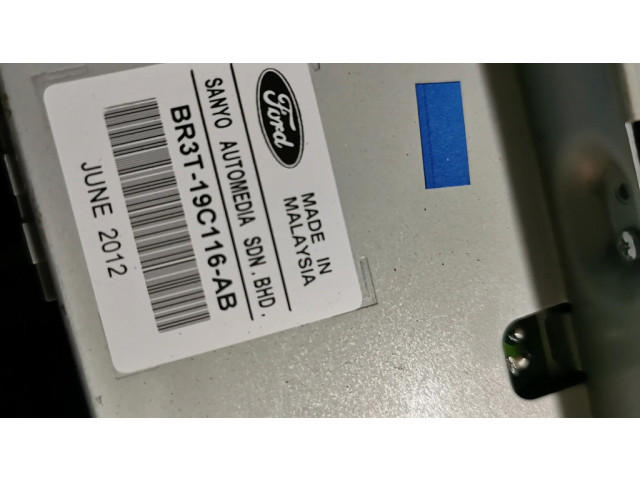 Ford
MADE IN
MALAYSIA
SANYO AUTOMEDIA SDN.BHD.
BR3T-19C116-AB
JUNE 2012